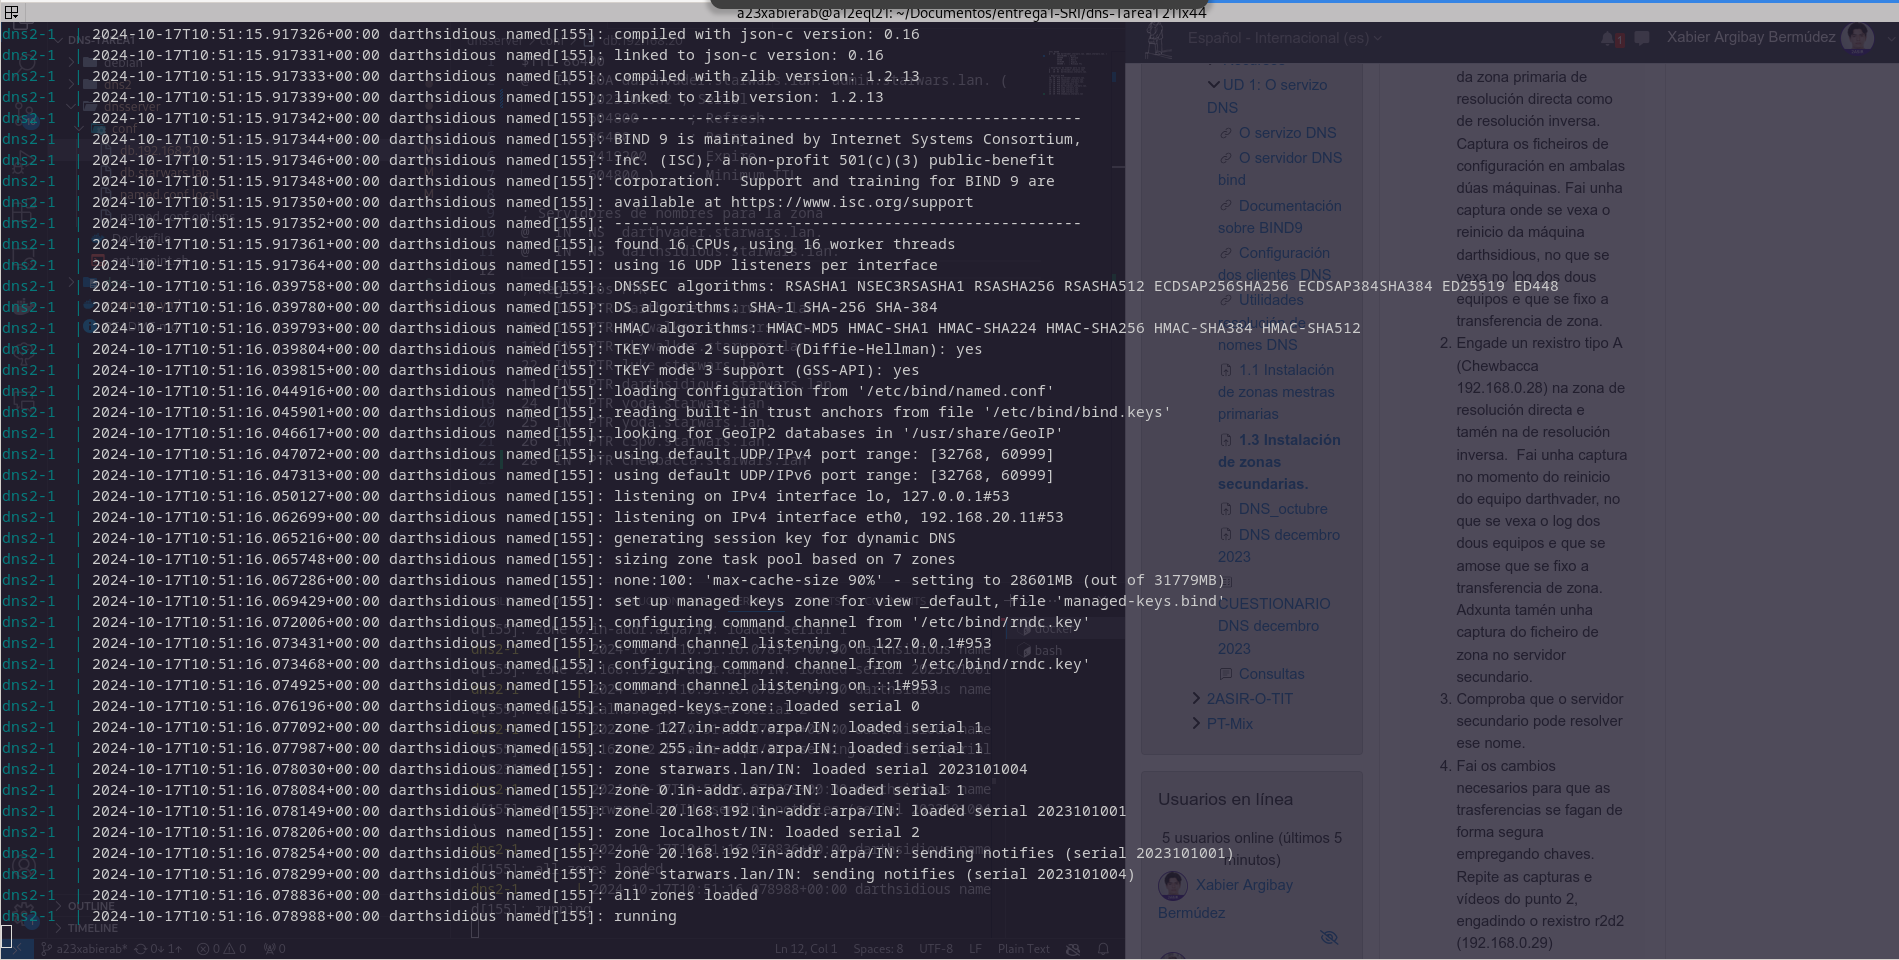 a23xabierab@a12eql21: ~/Documentos/entrega1-SRI/dns-Tarea1 211x44
dns2-1 | 2024-10-17T10:51:15.917326+00:00 darthsidious named[155]: compiled with json-c version: 0.16
dns2-1 | 2024-10-17T10:51:15.917331+00:00 darthsidious named[155]: linked to json-c version: 0.16
dns2-1 | 2024-10-17T10:51:15.917333+00:00 darthsidious named[155]: compiled with zlib version: 1.2.13
dns2-1 | 2024-10-17T10:51:15.917339+00:00 darthsidious named[155]: linked to zlib version: 1.2.13
dns2-1 | 2024-10-17T10:51:15.917342+00:00 darthsidious named[155]: ----------------------------------------------------
dns2-1 | 2024-10-17T10:51:15.917344+00:00 darthsidious named[155]: BIND 9 is maintained by Internet Systems Consortium,
dns2-1 | 2024-10-17T10:51:15.917346+00:00 darthsidious named[155]: Inc. (ISC), a non-profit 501(c)(3) public-benefit
dns2-1 | 2024-10-17T10:51:15.917348+00:00 darthsidious named[155]: corporation.  Support and training for BIND 9 are
dns2-1 | 2024-10-17T10:51:15.917350+00:00 darthsidious named[155]: available at https://www.isc.org/support
dns2-1 | 2024-10-17T10:51:15.917352+00:00 darthsidious named[155]: ----------------------------------------------------
dns2-1 | 2024-10-17T10:51:15.917361+00:00 darthsidious named[155]: found 16 CPUs, using 16 worker threads
dns2-1 | 2024-10-17T10:51:15.917364+00:00 darthsidious named[155]: using 16 UDP listeners per interface
dns2-1 | 2024-10-17T10:51:16.039758+00:00 darthsidious named[155]: DNSSEC algorithms: RSASHA1 NSEC3RSASHA1 RSASHA256 RSASHA512 ECDSAP256SHA256 ECDSAP384SHA384 ED25519 ED448
dns2-1 | 2024-10-17T10:51:16.039780+00:00 darthsidious named[155]: DS algorithms: SHA-1 SHA-256 SHA-384
dns2-1 | 2024-10-17T10:51:16.039793+00:00 darthsidious named[155]: HMAC algorithms: HMAC-MD5 HMAC-SHA1 HMAC-SHA224 HMAC-SHA256 HMAC-SHA384 HMAC-SHA512
dns2-1 | 2024-10-17T10:51:16.039804+00:00 darthsidious named[155]: TKEY mode 2 support (Diffie-Hellman): yes
dns2-1 | 2024-10-17T10:51:16.039815+00:00 darthsidious named[155]: TKEY mode 3 support (GSS-API): yes
dns2-1 | 2024-10-17T10:51:16.044916+00:00 darthsidious named[155]: loading configuration from '/etc/bind/named.conf'
dns2-1 | 2024-10-17T10:51:16.045901+00:00 darthsidious named[155]: reading built-in trust anchors from file '/etc/bind/bind.keys'
dns2-1 | 2024-10-17T10:51:16.046617+00:00 darthsidious named[155]: looking for GeoIP2 databases in '/usr/share/GeoIP'
dns2-1 | 2024-10-17T10:51:16.047072+00:00 darthsidious named[155]: using default UDP/IPv4 port range: [32768, 60999]
dns2-1 | 2024-10-17T10:51:16.047313+00:00 darthsidious named[155]: using default UDP/IPv6 port range: [32768, 60999]
dns2-1 | 2024-10-17T10:51:16.050127+00:00 darthsidious named[155]: listening on IPv4 interface lo, 127.0.0.1#53
dns2-1 | 2024-10-17T10:51:16.062699+00:00 darthsidious named[155]: listening on IPv4 interface eth0, 192.168.20.11#53
dns2-1 | 2024-10-17T10:51:16.065216+00:00 darthsidious named[155]: generating session key for dynamic DNS
dns2-1 | 2024-10-17T10:51:16.065748+00:00 darthsidious named[155]: sizing zone task pool based on 7 zones
dns2-1 | 2024-10-17T10:51:16.067286+00:00 darthsidious named[155]: none:100: 'max-cache-size 90%' - setting to 28601MB (out of 31779MB)
dns2-1 | 2024-10-17T10:51:16.069429+00:00 darthsidious named[155]: set up managed keys zone for view _default, file 'managed-keys.bind'
dns2-1 | 2024-10-17T10:51:16.072006+00:00 darthsidious named[155]: configuring command channel from '/etc/bind/rndc.key'
dns2-1 | 2024-10-17T10:51:16.073431+00:00 darthsidious named[155]: command channel listening on 127.0.0.1#953
dns2-1 | 2024-10-17T10:51:16.073468+00:00 darthsidious named[155]: configuring command channel from '/etc/bind/rndc.key'
dns2-1 | 2024-10-17T10:51:16.074925+00:00 darthsidious named[155]: command channel listening on ::1#953
dns2-1 | 2024-10-17T10:51:16.076196+00:00 darthsidious named[155]: managed-keys-zone: loaded serial 0
dns2-1 | 2024-10-17T10:51:16.077092+00:00 darthsidious named[155]: zone 127.in-addr.arpa/IN: loaded serial 1
dns2-1 | 2024-10-17T10:51:16.077987+00:00 darthsidious named[155]: zone 255.in-addr.arpa/IN: loaded serial 1
dns2-1 | 2024-10-17T10:51:16.078030+00:00 darthsidious named[155]: zone starwars.lan/IN: loaded serial 2023101004
dns2-1 | 2024-10-17T10:51:16.078084+00:00 darthsidious named[155]: zone 0.in-addr.arpa/IN: loaded serial 1
dns2-1 | 2024-10-17T10:51:16.078149+00:00 darthsidious named[155]: zone 20.168.192.in-addr.arpa/IN: loaded serial 2023101001
dns2-1 | 2024-10-17T10:51:16.078206+00:00 darthsidious named[155]: zone localhost/IN: loaded serial 2
dns2-1 | 2024-10-17T10:51:16.078254+00:00 darthsidious named[155]: zone 20.168.192.in-addr.arpa/IN: sending notifies (serial 2023101001)
dns2-1 | 2024-10-17T10:51:16.078299+00:00 darthsidious named[155]: zone starwars.lan/IN: sending notifies (serial 2023101004)
dns2-1 | 2024-10-17T10:51:16.078836+00:00 darthsidious named[155]: all zones loaded
dns2-1 | 2024-10-17T10:51:16.078988+00:00 darthsidious named[155]: running
OUTLINE
TIMELINE
a23xabierab* 0↓ 1↑ 0 0 0
Ln 12, Col 1 Spaces: 8 UTF-8 LF Plain Text
Español - Internacional (es)
1
Xabier Argibay Bermúdez
UD 1: O servizo
DNS
O servizo DNS
O servidor DNS
bind
Documentación
sobre BIND9
Configuración
dos clientes DNS
Utilidades
resolución de
nomes DNS
1.1 Instalación
de zonas mestras
primarias
1.3 Instalación
de zonas
secundarias.
DNS_octubre
DNS decembro
2023
CUESTIONARIO
DNS decembro
2023
Consultas
2ASIR-O-TIT
PT-Mix
Usuarios en línea
5 usuarios online (últimos 5
minutos)
Xabier Argibay
Bermúdez
da zona primaria de
resolución directa como
de resolución inversa.
Captura os ficheiros de
configuración en ambalas
dúas máquinas. Fai unha
captura onde se vexa o
reinicio da máquina
darthsidious, no que se
vexa no log dos dous
equipos e que se fixo a
transferencia de zona.
2. Engade un rexistro tipo A
(Chewbacca
192.168.0.28) na zona de
resolución directa e
tamén na de resolución
inversa.  Fai unha captura
no momento do reinicio
do equipo darthvader, no
que se vexa o log dos
dous equipos e que se
amose que se fixo a
transferencia de zona.
Adxunta tamén unha
captura do ficheiro de
zona no servidor
secundario.
3. Comproba que o servidor
secundario pode resolver
ese nome.
4. Fai os cambios
necesarios para que as
trasferencias se fagan de
forma segura
empregando chaves.
Repite as capturas e
vídeos do punto 2,
engadindo o rexistro r2d2
(192.168.0.29)